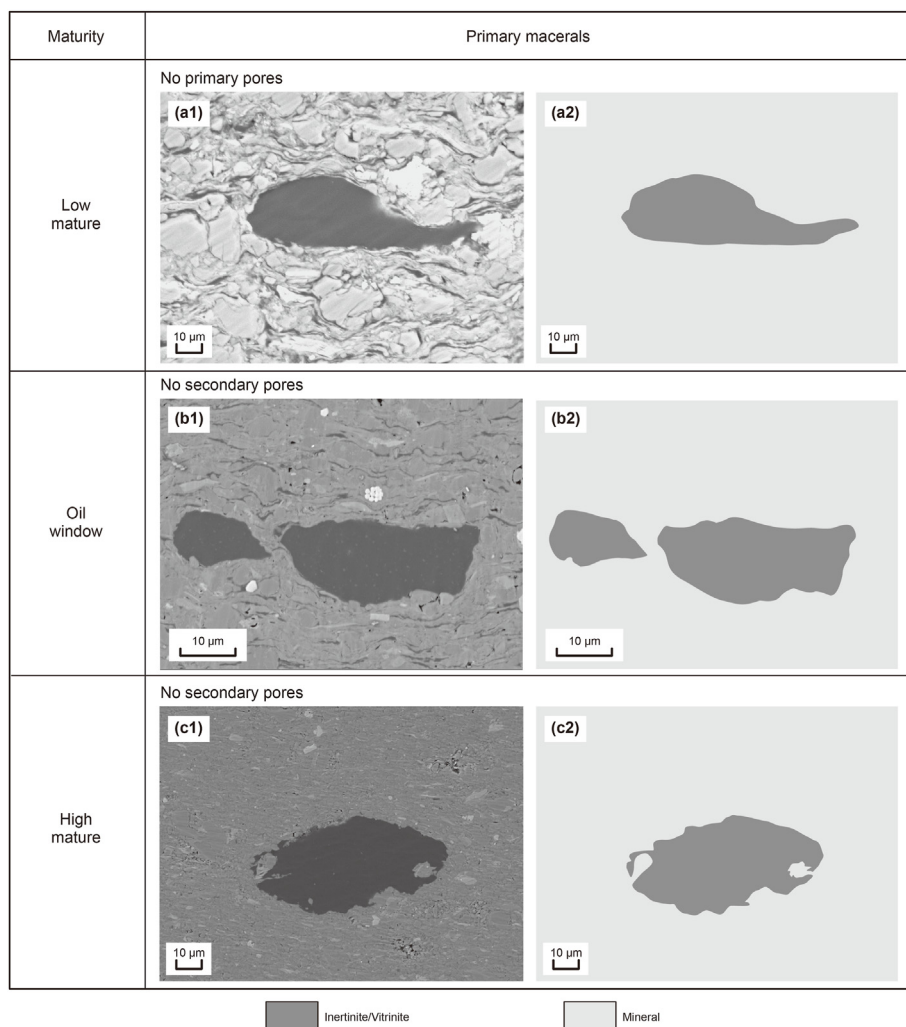 Maturity
Primary macerals
Low
mature
No primary pores
(a1)
10 µm
(a2)
10 µm
Oil
window
No secondary pores
(b1)
10 µm
(b2)
10 µm
High
mature
No secondary pores
(c1)
10 µm
(c2)
10 µm
Inertinite/Vitrinite
Mineral